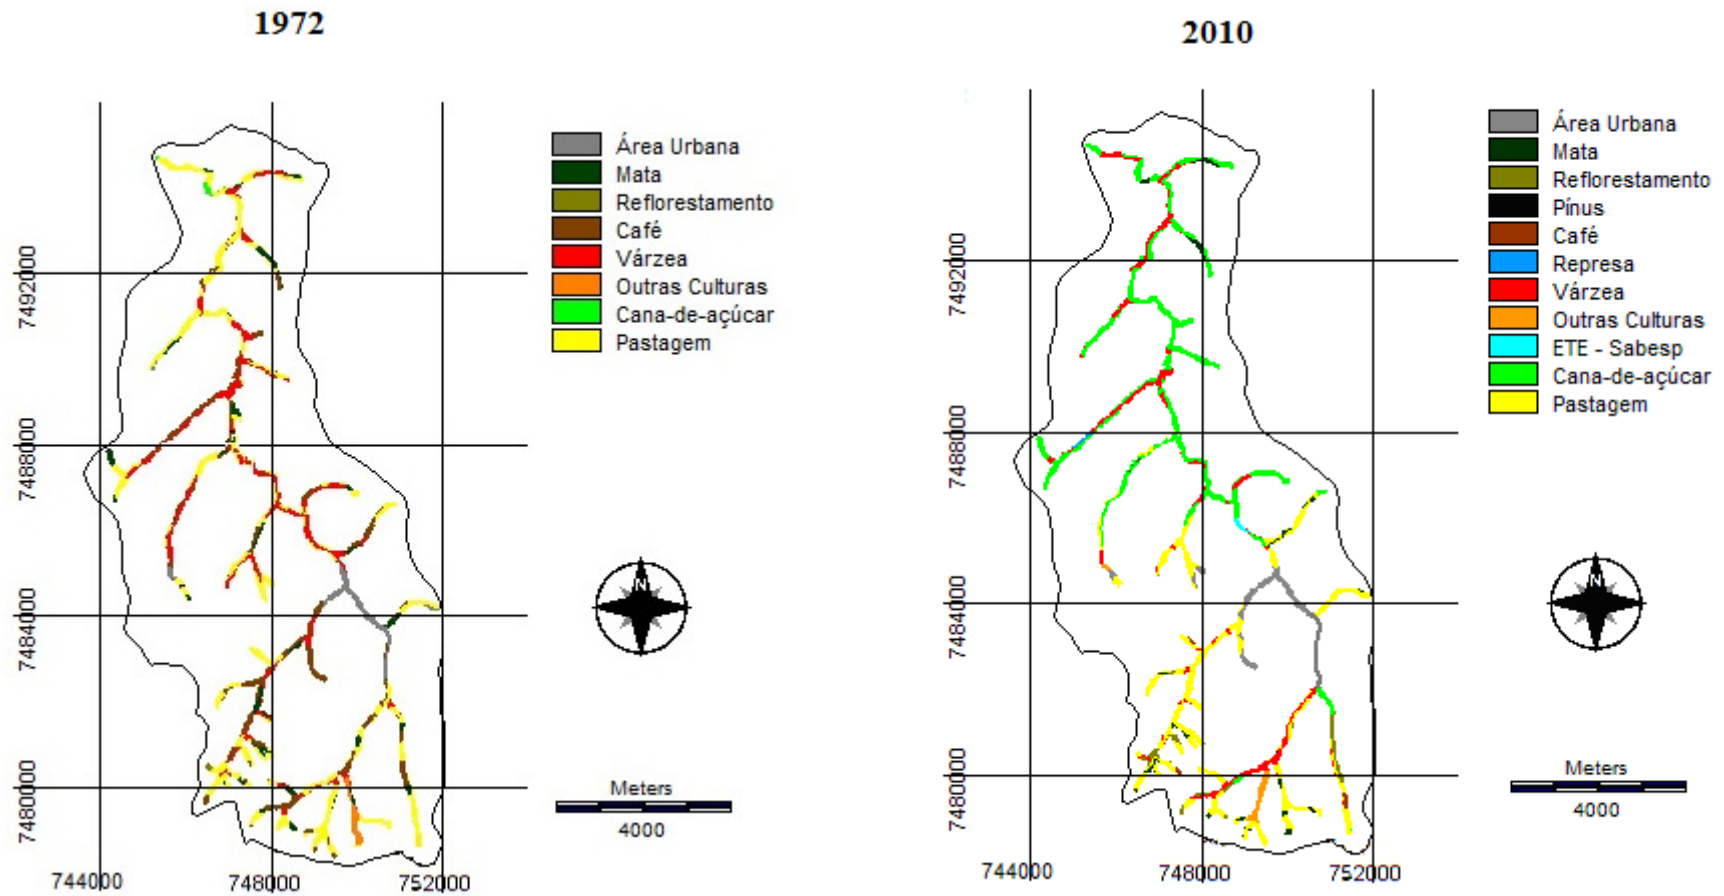 1972
2010
Área Urbana
Mata
Reflorestamento
Café
Várzea
Outras Culturas
Cana-de-açúcar
Pastagem
7492000
7488000
7484000
7480000
744000
748000
752000
N
Meters
4000
Área Urbana
Mata
Reflorestamento
Pínus
Café
Represa
Várzea
Outras Culturas
ETE - Sabesp
Cana-de-açúcar
Pastagem
7492000
7488000
7484000
7480000
744000
748000
752000
N
Meters
4000